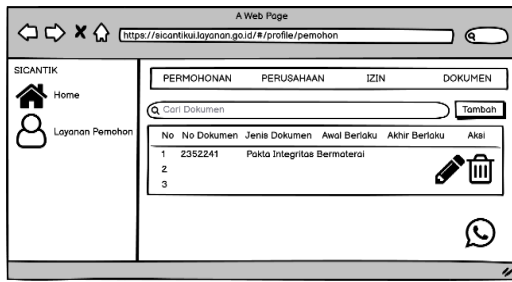 A Web Page
https://sicantikui.layanan.go.id/#/profile/pemohon
SICANTIK
Home
Layanan Pemohon
PERMOHONAN PERUSAHAAN IZIN DOKUMEN
Cari Dokumen
Tambah
No No Dokumen Jenis Dokumen Awal Berlaku Akhir Berlaku Aksi
1 2352241 Pakta Integritas Bermaterai
2
3